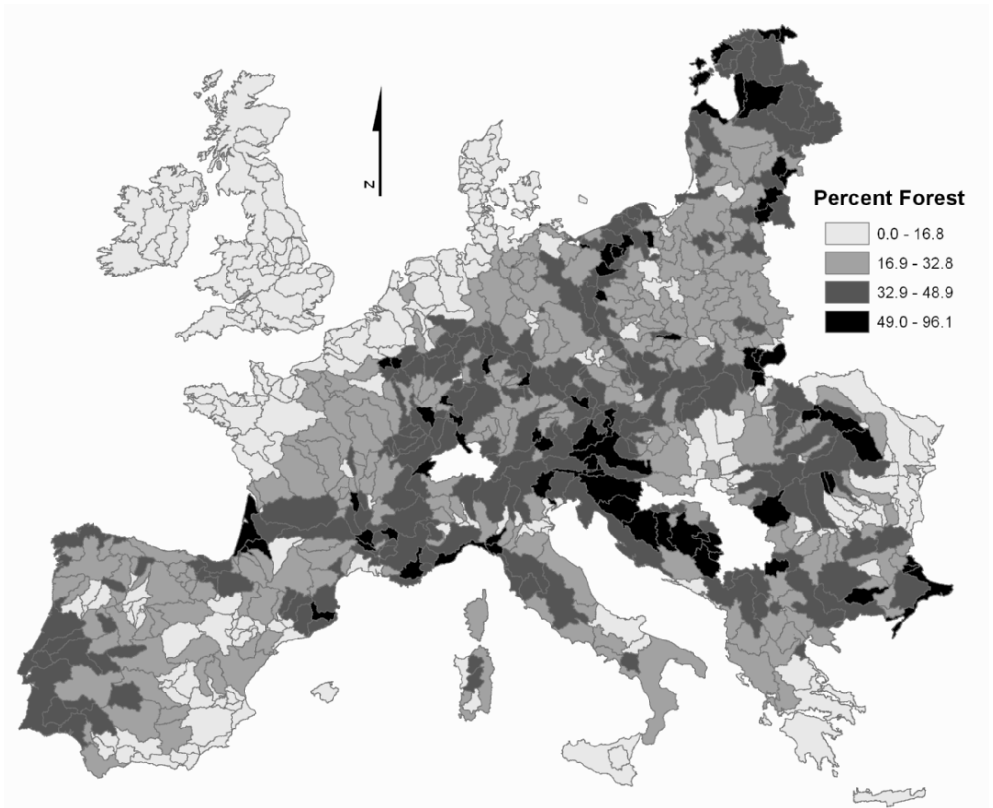 N
Percent Forest
0.0 - 16.8
16.9 - 32.8
32.9 - 48.9
49.0 - 96.1